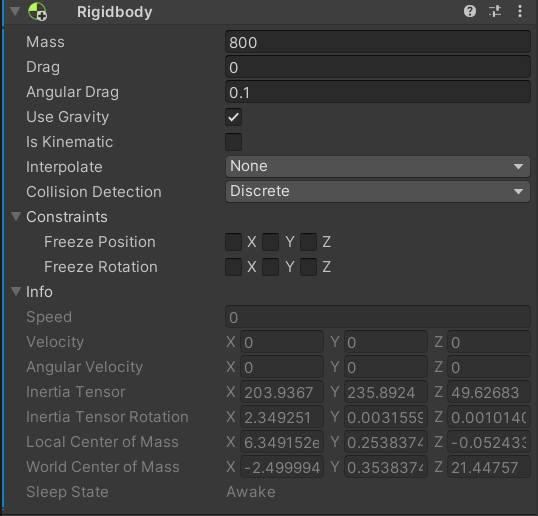 Rigidbody
Mass 800
Drag 0
Angular Drag 0.1
Use Gravity
Is Kinematic
Interpolate None
Collision Detection Discrete
Constraints
Freeze Position X Y Z
Freeze Rotation X Y Z
Info
Speed 0
Velocity X 0 Y 0 Z 0
Angular Velocity X 0 Y 0 Z 0
Inertia Tensor X 203.9367 Y 235.8924 Z 49.62683
Inertia Tensor Rotation X 2.349251 Y 0.0031559 Z 0.0010140
Local Center of Mass X 6.349152e Y 0.2538374 Z -0.052433
World Center of Mass X -2.499994 Y 0.3538374 Z 21.44757
Sleep State Awake